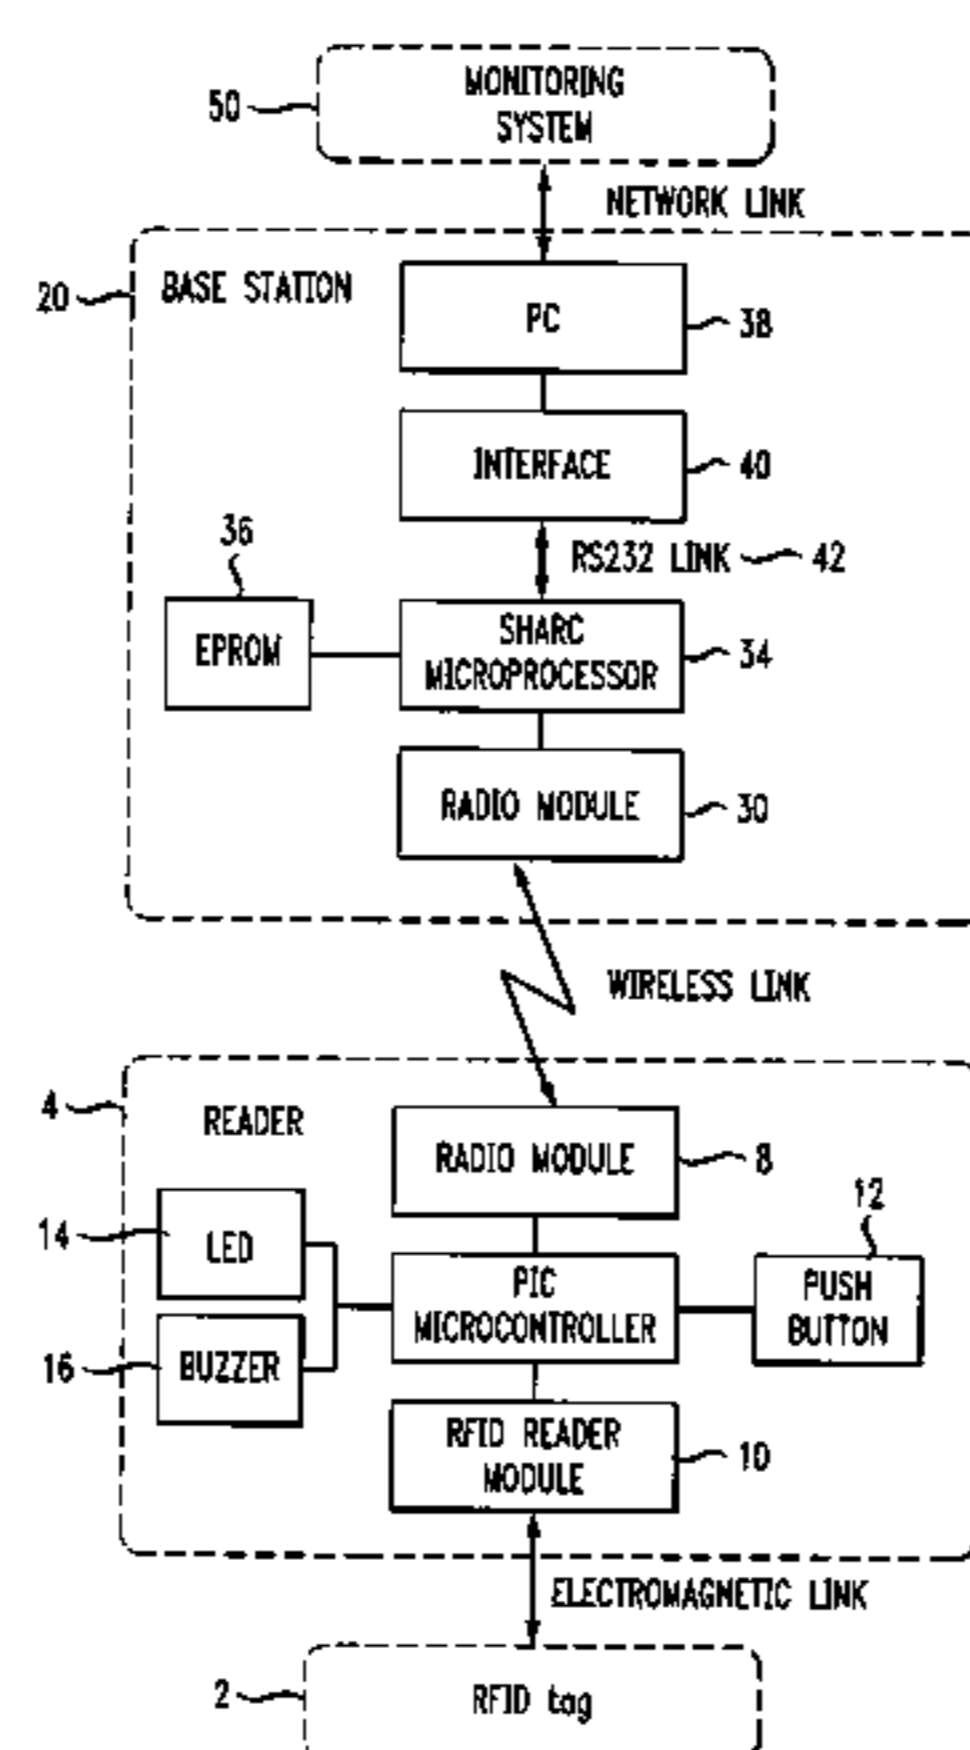 MONITORING
SYSTEM
50
NETWORK LINK
20
BASE STATION
PC
38
INTERFACE
40
36
RS232 LINK
42
EPROM
SHARC
MICROPROCESSOR
34
RADIO MODULE
30
WIRELESS LINK
4
READER
RADIO MODULE
8
12
14
LED
PIC
MICROCONTROLLER
PUSH
BUTTON
16
BUZZER
RFID READER
MODULE
10
ELECTROMAGNETIC LINK
2
RFID tag